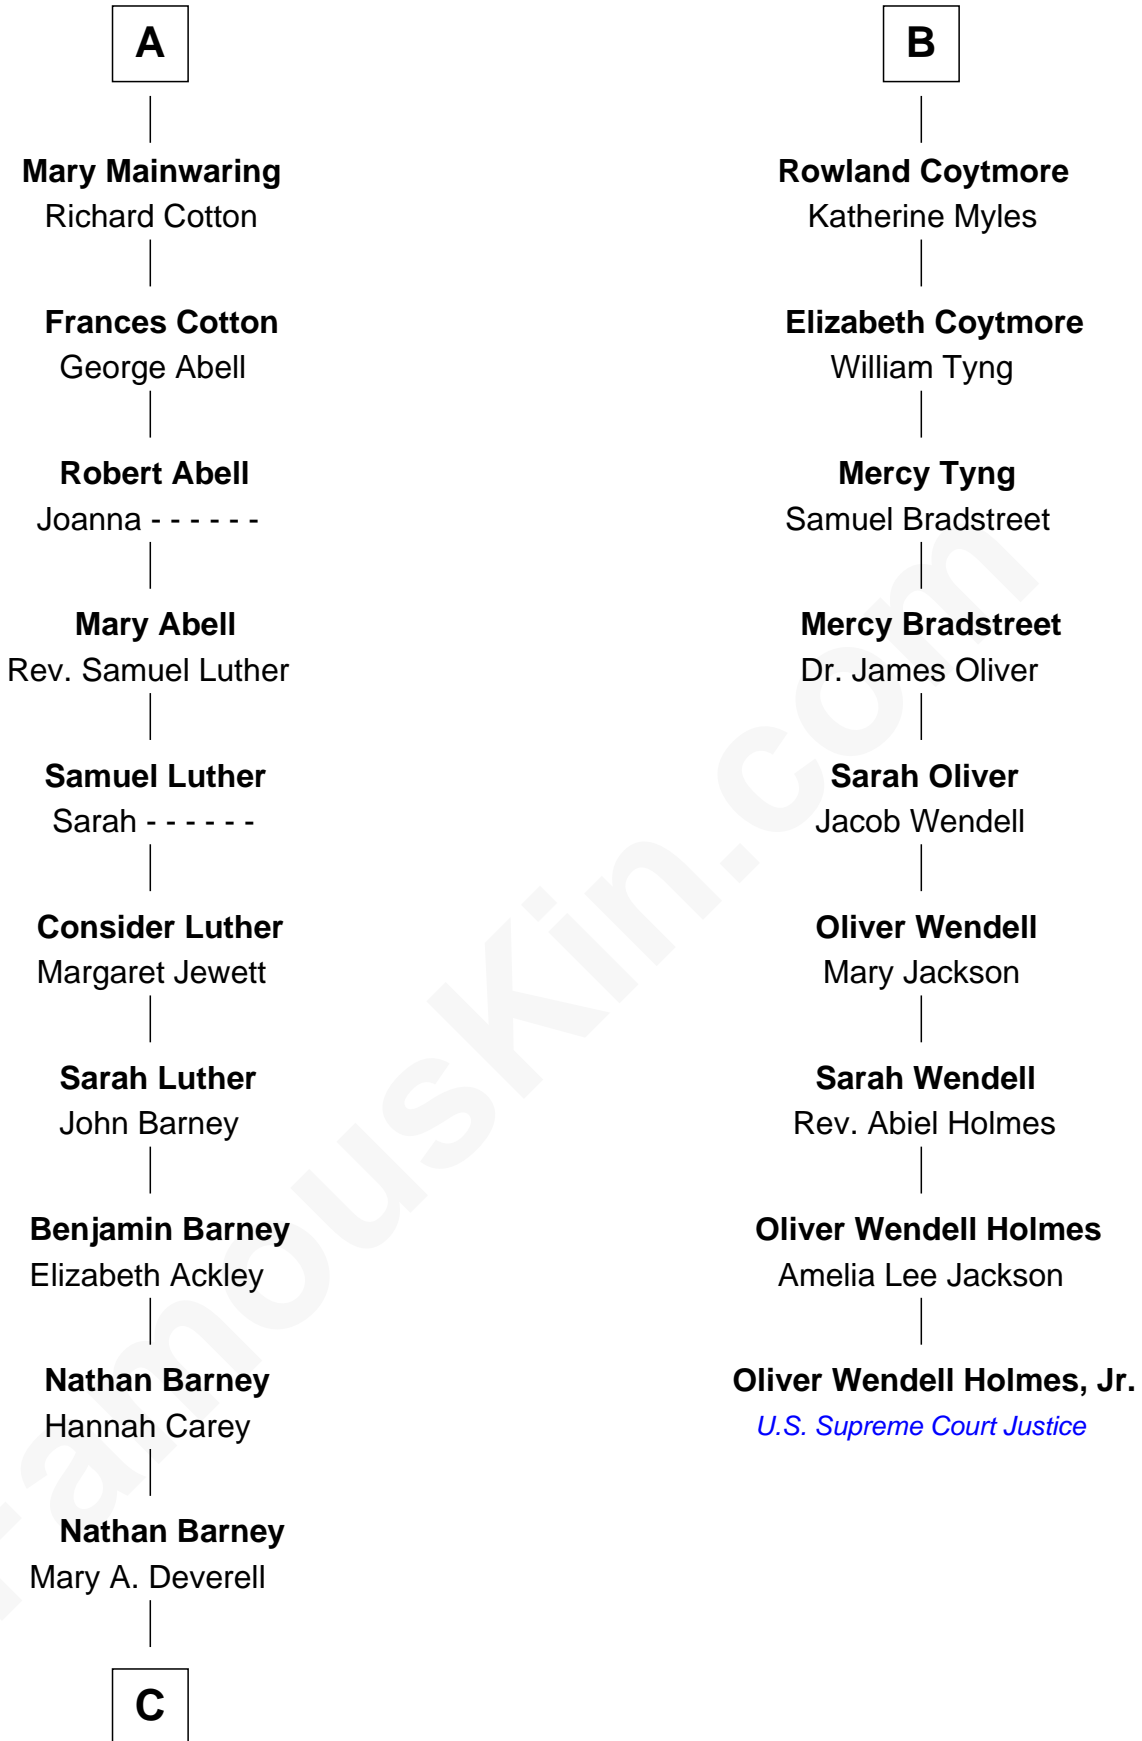 A
Mary Mainwaring
Richard Cotton
Frances Cotton
George Abell
Robert Abell
Joanna - - - - - -
Mary Abell
Rev. Samuel Luther
Samuel Luther
Sarah - - - - - -
Consider Luther
Margaret Jewett
Sarah Luther
John Barney
Benjamin Barney
Elizabeth Ackley
Nathan Barney
Hannah Carey
Nathan Barney
Mary A. Deverell
C
B
Rowland Coytmore
Katherine Myles
Elizabeth Coytmore
William Tyng
Mercy Tyng
Samuel Bradstreet
Mercy Bradstreet
Dr. James Oliver
Sarah Oliver
Jacob Wendell
Oliver Wendell
Mary Jackson
Sarah Wendell
Rev. Abiel Holmes
Oliver Wendell Holmes
Amelia Lee Jackson
Oliver Wendell Holmes, Jr.
U.S. Supreme Court Justice
FamousKin.com